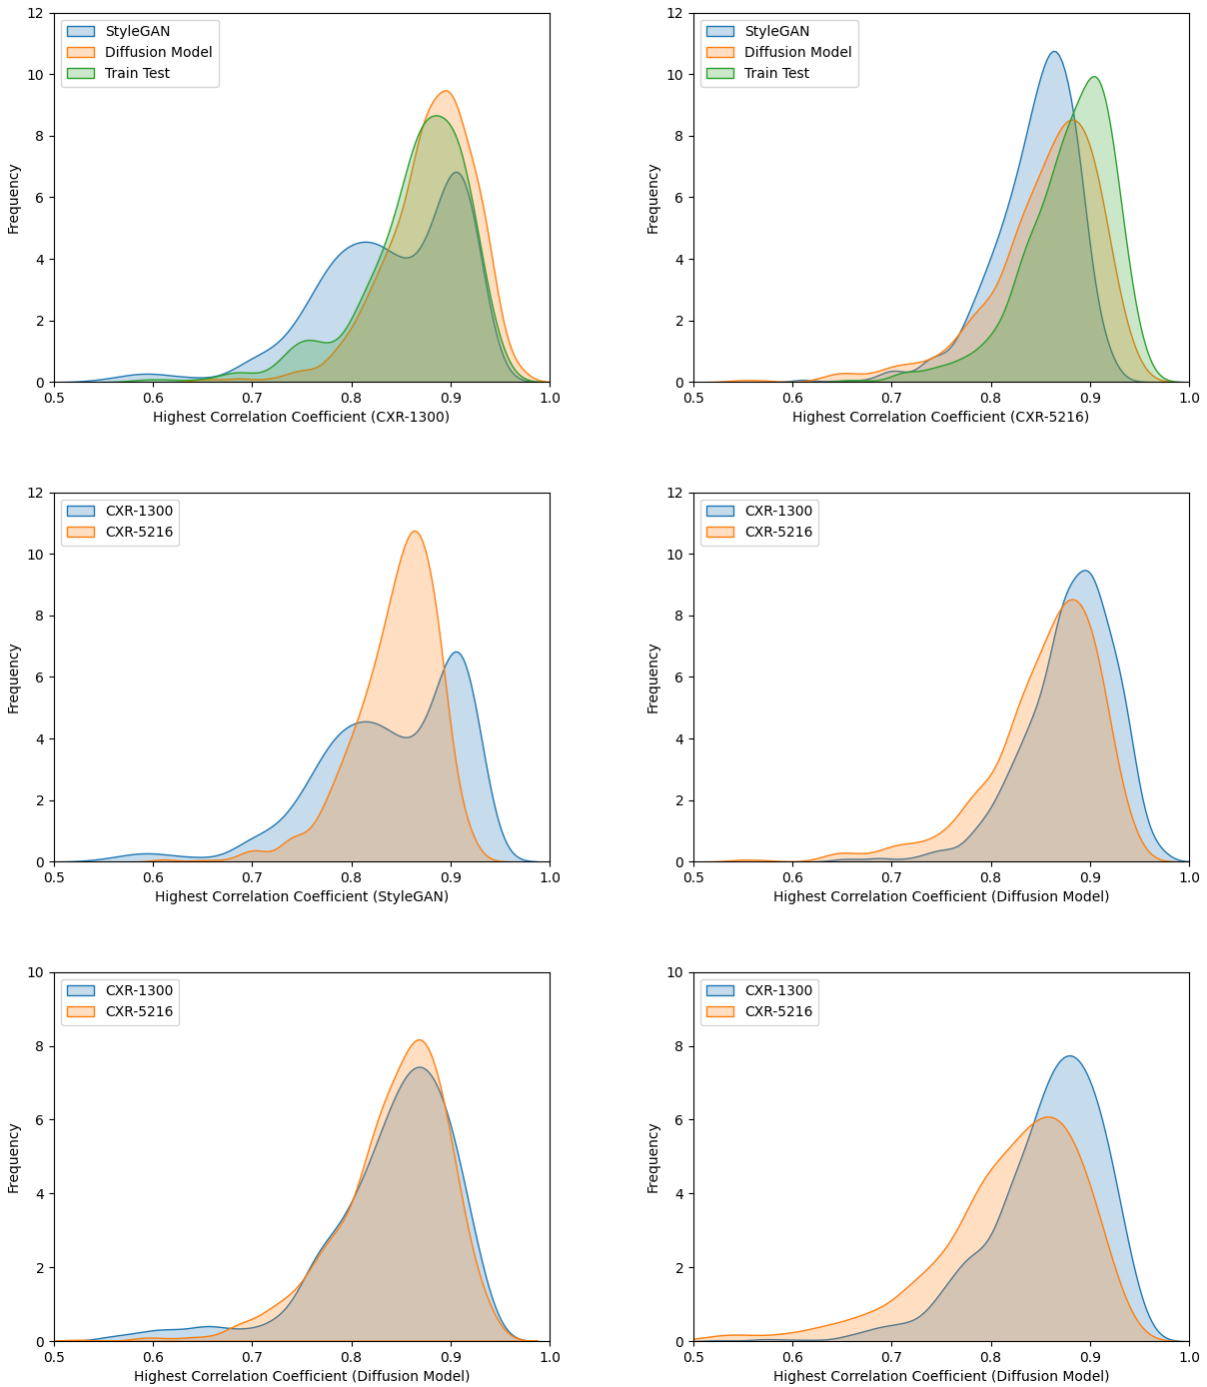 StyleGAN
Diffusion Model
Train Test
12
10
8
6
4
2
0
Frequency
0.5 0.6 0.7 0.8 0.9 1.0
Highest Correlation Coefficient (CXR-1300)
StyleGAN
Diffusion Model
Train Test
12
10
8
6
4
2
0
Frequency
0.5 0.6 0.7 0.8 0.9 1.0
Highest Correlation Coefficient (CXR-5216)
CXR-1300
CXR-5216
12
10
8
6
4
2
0
Frequency
0.5 0.6 0.7 0.8 0.9 1.0
Highest Correlation Coefficient (StyleGAN)
CXR-1300
CXR-5216
12
10
8
6
4
2
0
Frequency
0.5 0.6 0.7 0.8 0.9 1.0
Highest Correlation Coefficient (Diffusion Model)
CXR-1300
CXR-5216
10
8
6
4
2
0
Frequency
0.5 0.6 0.7 0.8 0.9 1.0
Highest Correlation Coefficient (Diffusion Model)
CXR-1300
CXR-5216
10
8
6
4
2
0
Frequency
0.5 0.6 0.7 0.8 0.9 1.0
Highest Correlation Coefficient (Diffusion Model)